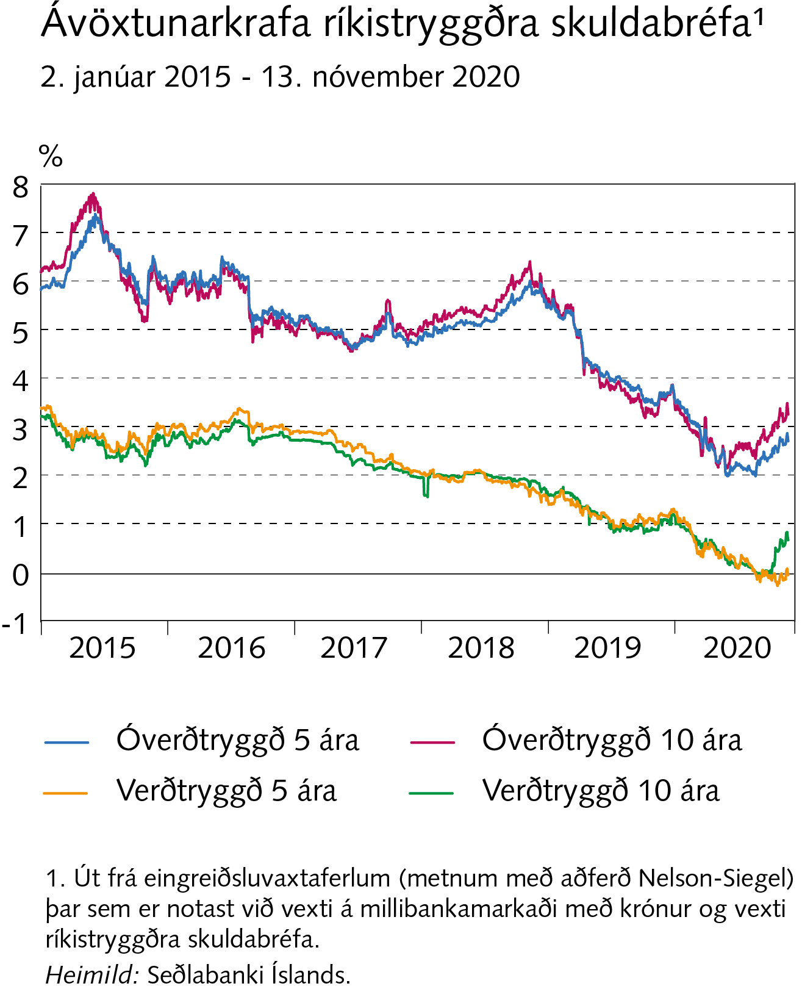 Ávöxtunarkrafa ríkistryggðra skuldabréfa¹
2. janúar 2015 - 13. nóvember 2020
%
8
7
6
5
4
3
2
1
0
-1
2015 2016 2017 2018 2019 2020
Óverðtryggð 5 ára Óverðtryggð 10 ára
Verðtryggð 5 ára Verðtryggð 10 ára
1. Út frá eingreiðsluvaxtaferlum (metnum með aðferð Nelson-Siegel)
þar sem er notast við vexti á millibankamarkaði með krónur og vexti
ríkistryggðra skuldabréfa.
Heimild: Seðlabanki Íslands.